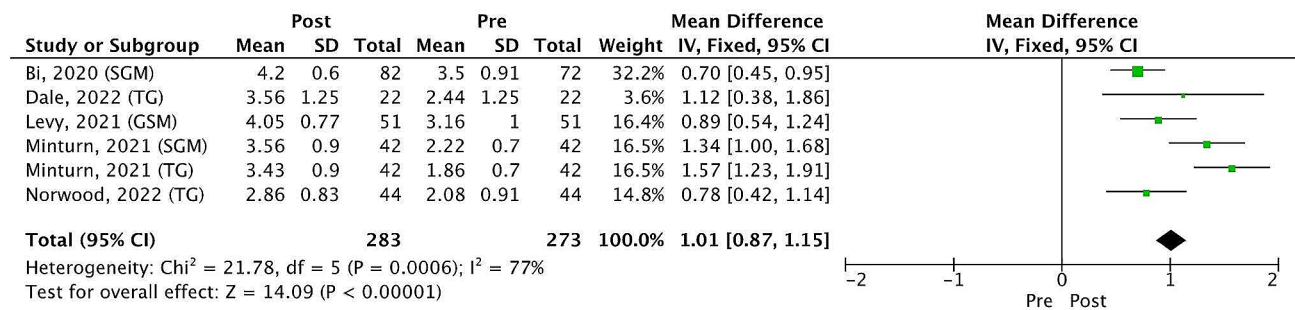 Post Pre Mean Difference Mean Difference
Study or Subgroup Mean SD Total Mean SD Total Weight IV, Fixed, 95% CI IV, Fixed, 95% CI
Bi, 2020 (SGM) 4.2 0.6 82 3.5 0.91 72 32.2% 0.70 [0.45, 0.95]
Dale, 2022 (TG) 3.56 1.25 22 2.44 1.25 22 3.6% 1.12 [0.38, 1.86]
Levy, 2021 (GSM) 4.05 0.77 51 3.16 1 51 16.4% 0.89 [0.54, 1.24]
Minturn, 2021 (SGM) 3.56 0.9 42 2.22 0.7 42 16.5% 1.34 [1.00, 1.68]
Minturn, 2021 (TG) 3.43 0.9 42 1.86 0.7 42 16.5% 1.57 [1.23, 1.91]
Norwood, 2022 (TG) 2.86 0.83 44 2.08 0.91 44 14.8% 0.78 [0.42, 1.14]
Total (95% CI) 283 273 100.0% 1.01 [0.87, 1.15]
Heterogeneity: Chi² = 21.78, df = 5 (P = 0.0006); I² = 77%
Test for overall effect: Z = 14.09 (P < 0.00001)
-2 -1 0 1 2
Pre Post